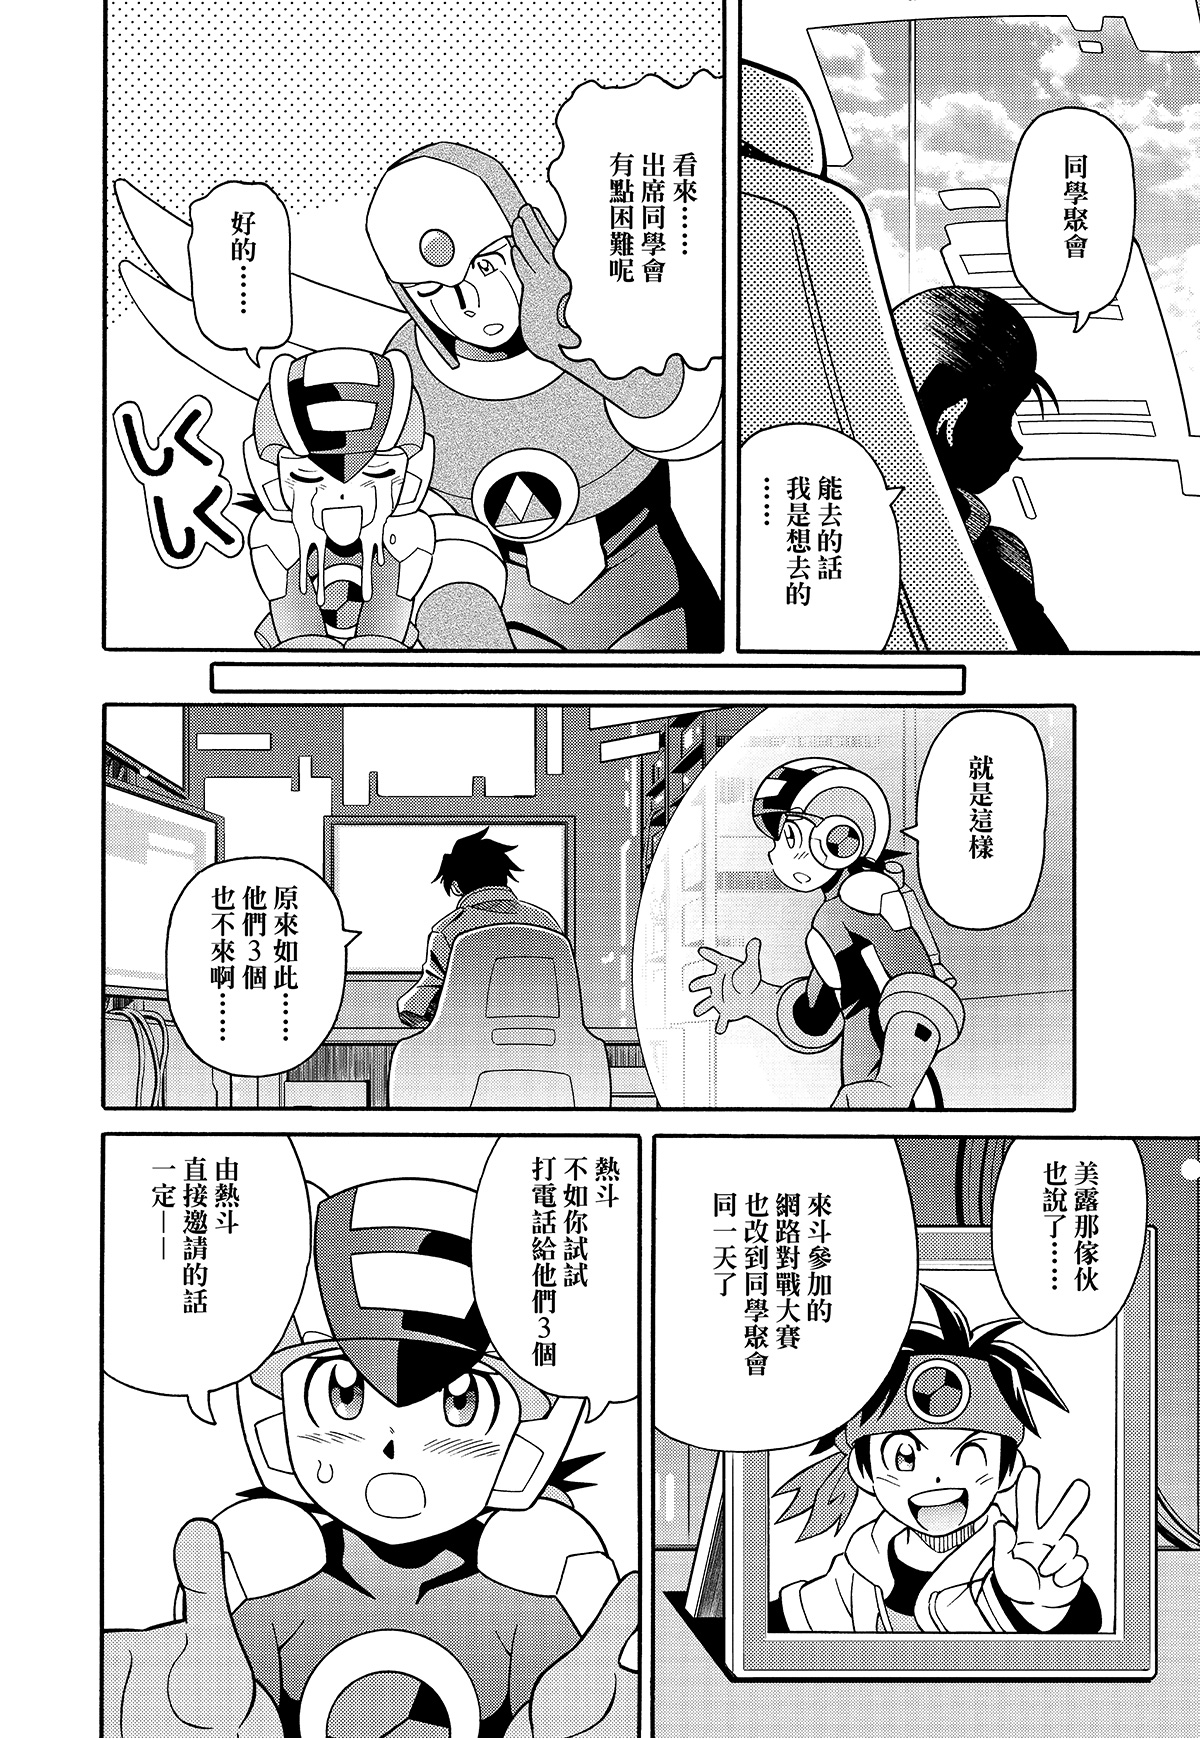 同學聚會
能去的話
我是想去的
……
看來……
出席同學會
有點困難呢
好的……
しくしく
就是這樣
原來如此……
他們3個
也不來啊……
美露那傢伙
也說了……
來斗參加的
網路對戰大賽
也改到同學聚會
同一天了
熱斗
不如你試試
打電話給他們3個
由熱斗
直接邀請的話
一定——